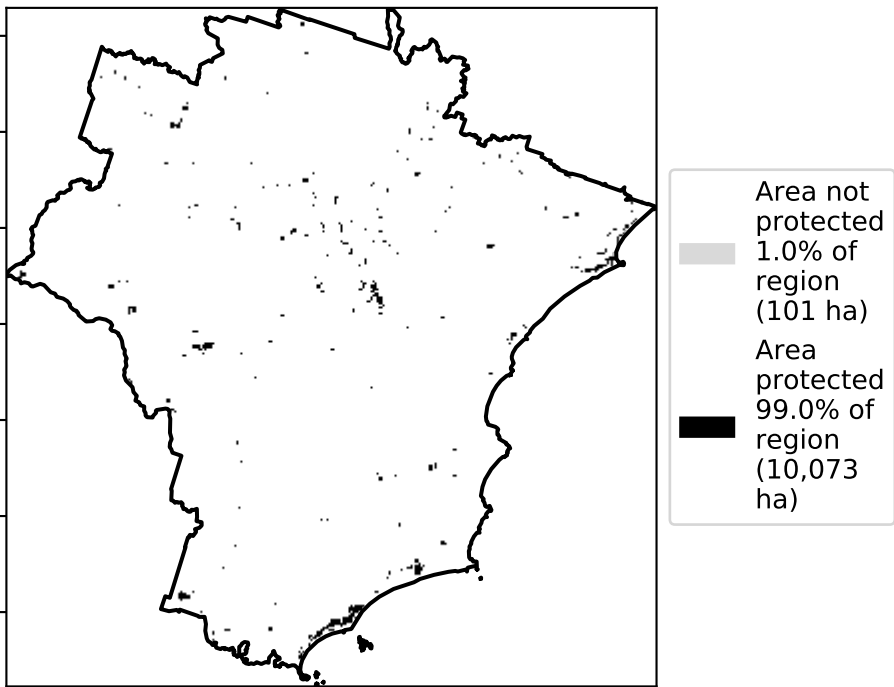 Area not
protected
1.0% of
region
(101 ha)
Area
protected
99.0% of
region
(10,073
ha)